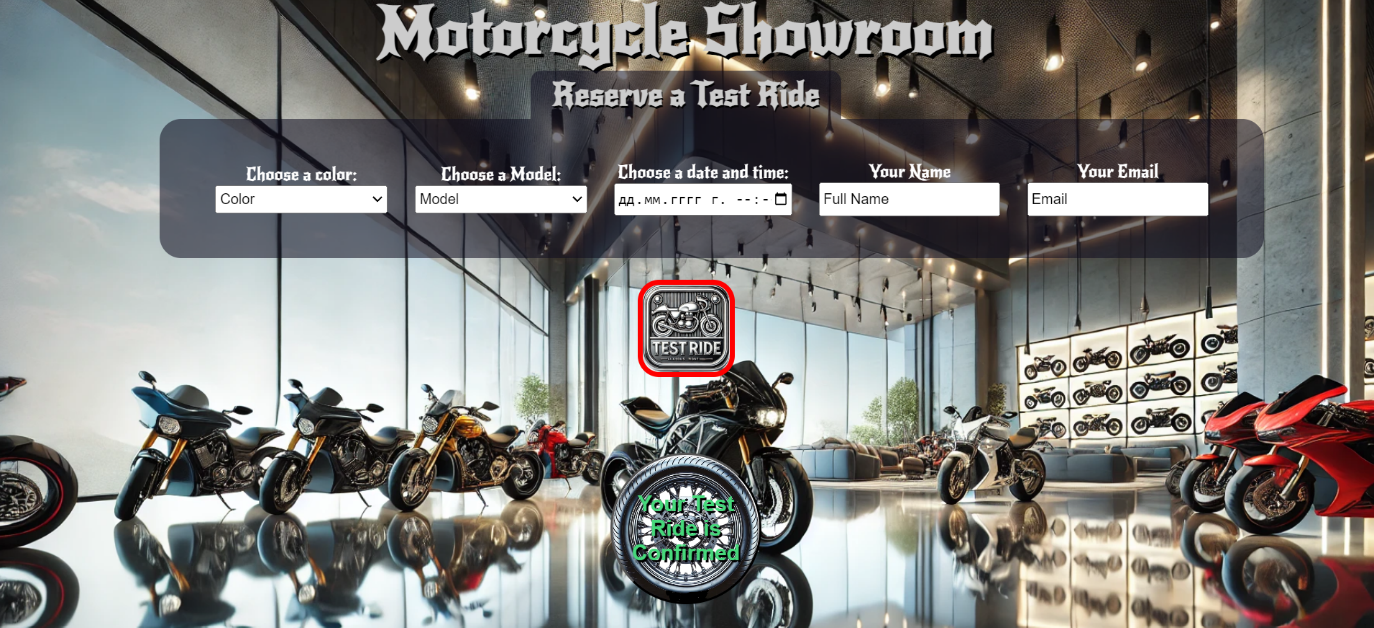 Motorcycle Showroom
Reserve a Test Ride
Choose a color:
Color
Choose a Model:
Model
Choose a date and time:
дд.мм.гггг г. --:-
Your Name
Full Name
Your Email
Email
TEST RIDE
Your Test
Ride is
Confirmed